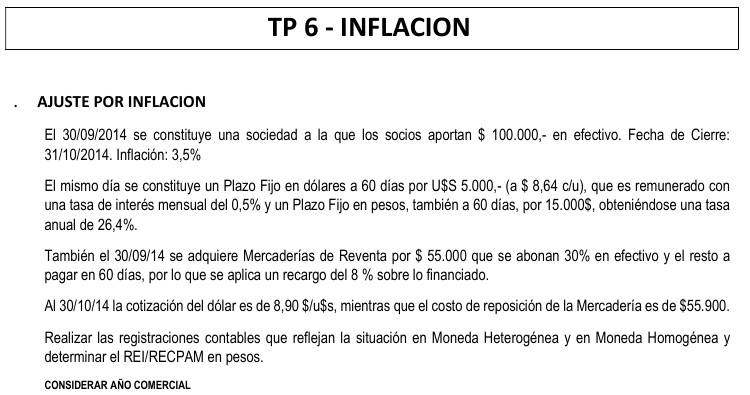 TP 6 - INFLACION
. AJUSTE POR INFLACION
El 30/09/2014 se constituye una sociedad a la que los socios aportan $ 100.000,- en efectivo. Fecha de Cierre:
31/10/2014. Inflación: 3,5%
El mismo día se constituye un Plazo Fijo en dólares a 60 días por U$S 5.000,- (a $ 8,64 c/u), que es remunerado con
una tasa de interés mensual del 0,5% y un Plazo Fijo en pesos, también a 60 días, por 15.000$, obteniéndose una tasa
anual de 26,4%.
También el 30/09/14 se adquiere Mercaderías de Reventa por $ 55.000 que se abonan 30% en efectivo y el resto a
pagar en 60 días, por lo que se aplica un recargo del 8 % sobre lo financiado.
Al 30/10/14 la cotización del dólar es de 8,90 $/u$s, mientras que el costo de reposición de la Mercadería es de $55.900.
Realizar las registraciones contables que reflejan la situación en Moneda Heterogénea y en Moneda Homogénea y
determinar el REI/RECPAM en pesos.
CONSIDERAR AÑO COMERCIAL